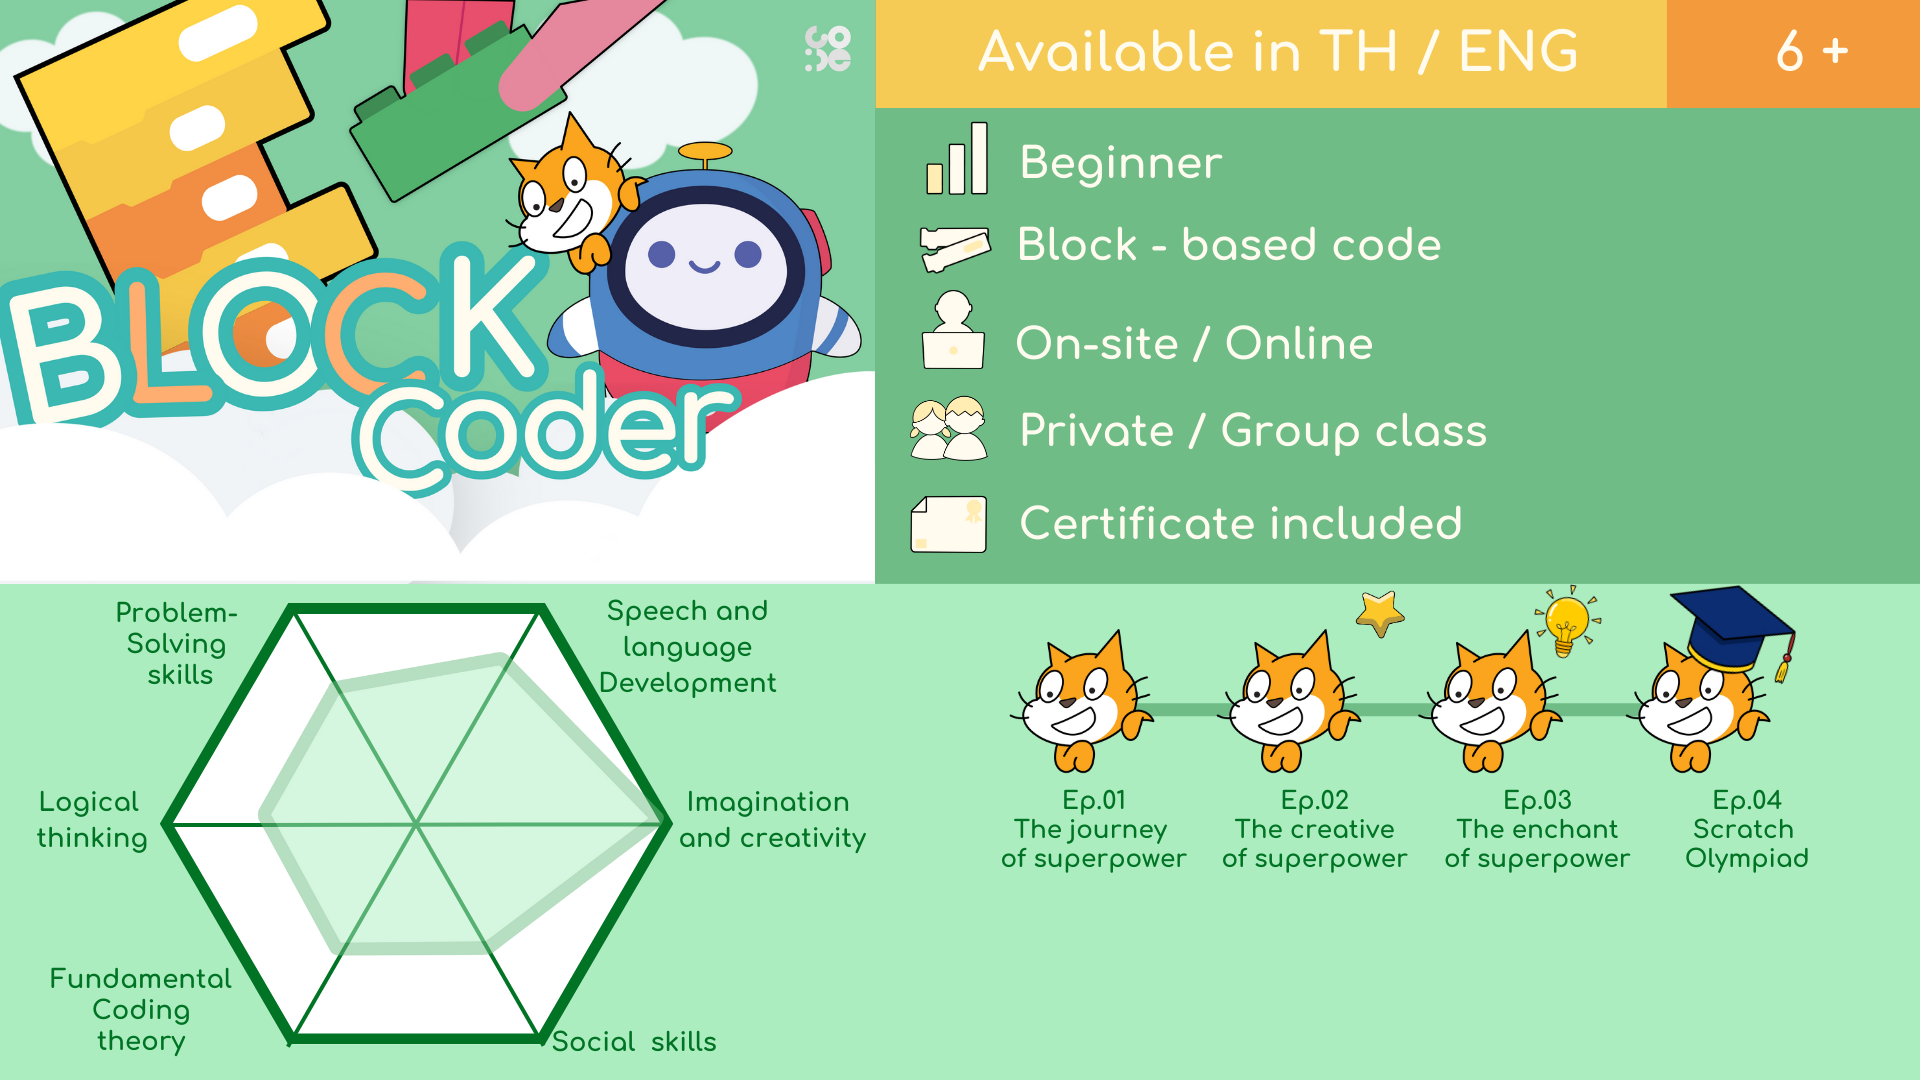 BLOCK
Coder
CODE
Available in TH / ENG
6 +
Beginner
Block - based code
On-site / Online
Private / Group class
Certificate included
Problem-
Solving
skills
Speech and
language
Development
Logical
thinking
Imagination
and creativity
Fundamental
Coding
theory
Social skills
Ep.01
The journey
of superpower
Ep.02
The creative
of superpower
Ep.03
The enchant
of superpower
Ep.04
Scratch
Olympiad